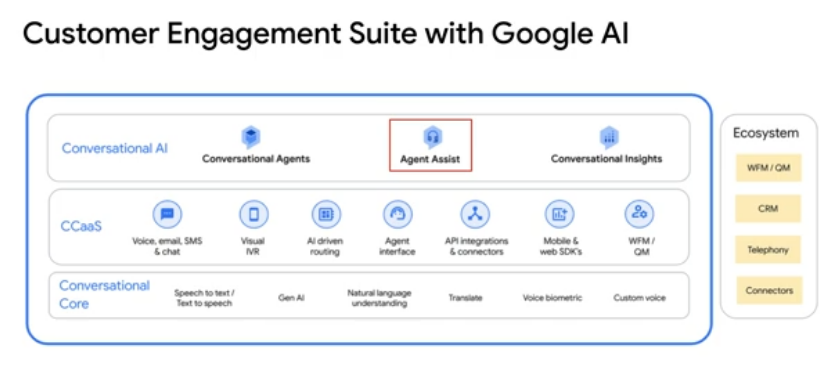 Customer Engagement Suite with Google AI
Conversational AI
Conversational Agents
Agent Assist
Conversational Insights
CCaaS
Voice, email, SMS
& chat
Visual
IVR
AI driven
routing
Agent
interface
API integrations
& connectors
Mobile &
web SDK's
WFM /
QM
Conversational
Core
Speech to text /
Text to speech
Gen AI
Natural language
understanding
Translate
Voice biometric
Custom voice
Ecosystem
WFM / QM
CRM
Telephony
Connectors